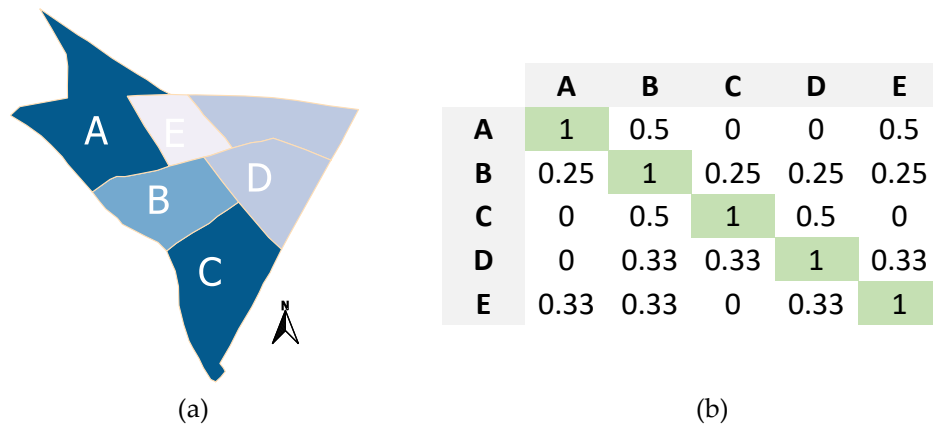 A
E
B
D
C
N
A B C D E
A 1 0.5 0 0 0.5
B 0.25 1 0.25 0.25 0.25
C 0 0.5 1 0.5 0
D 0 0.33 0.33 1 0.33
E 0.33 0.33 0 0.33 1
(a)
(b)